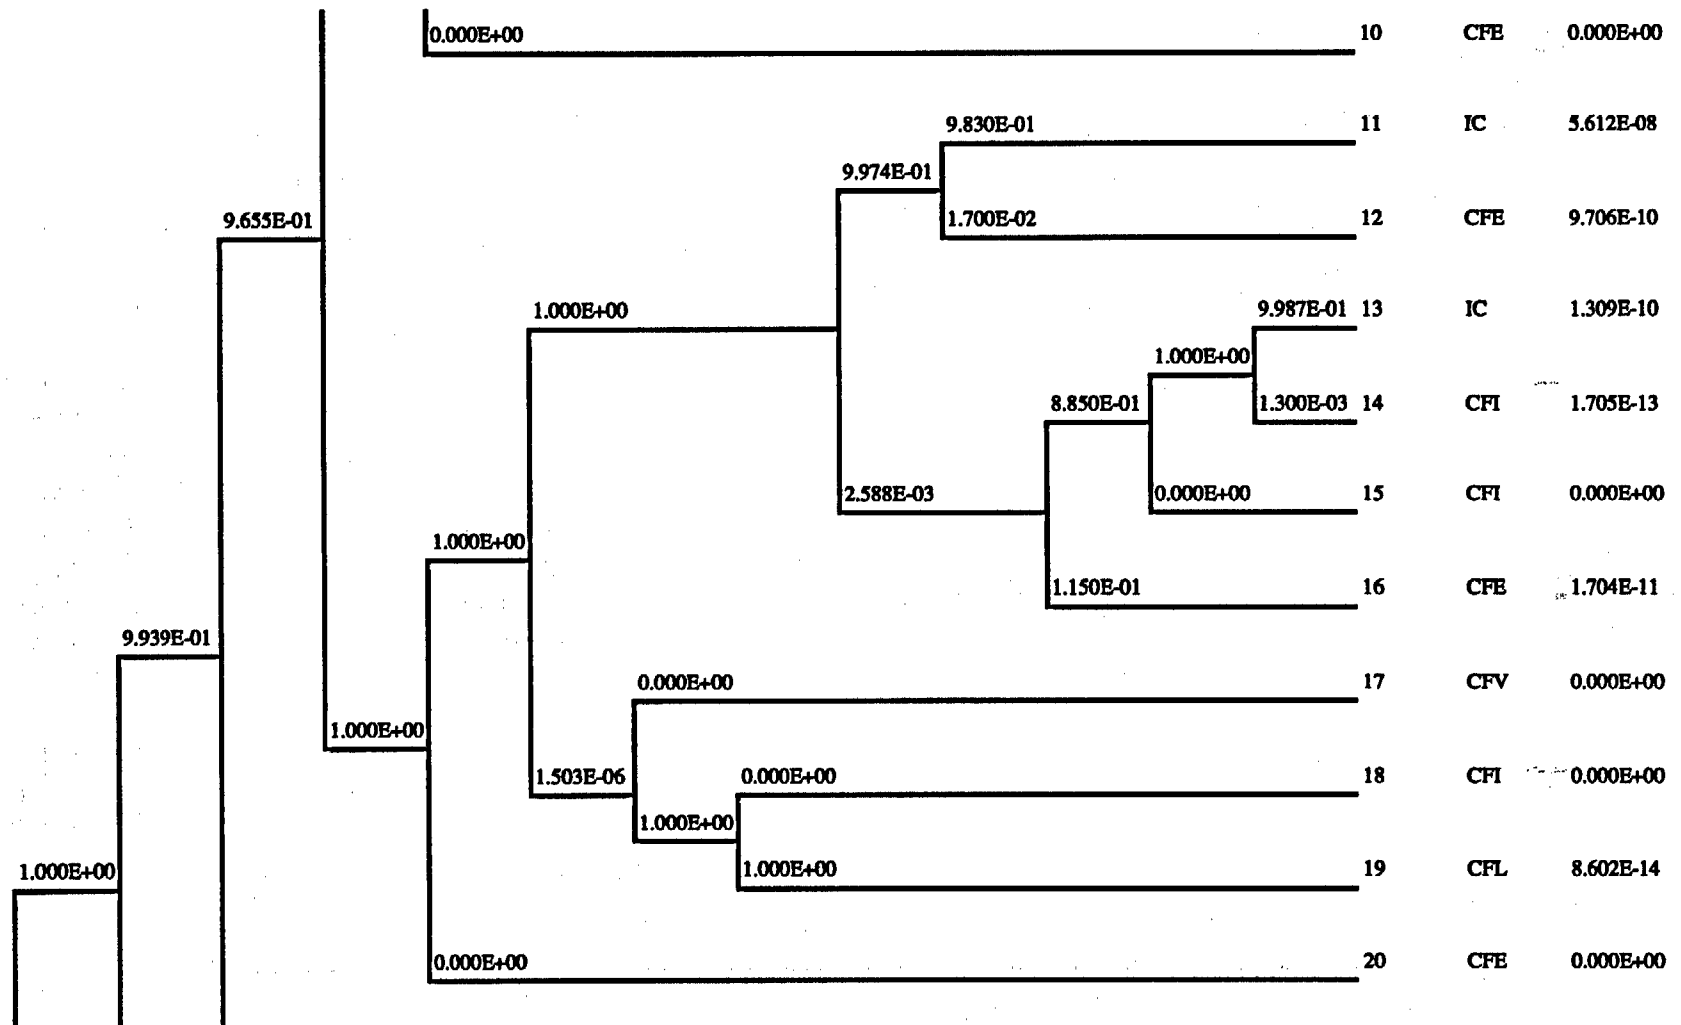 0.000E+00 10 CFE 0.000E+00
9.830E-01 11 IC 5.612E-08
9.974E-01
1.700E-02 12 CFE 9.706E-10
9.655E-01
1.000E+00 9.987E-01 13 IC 1.309E-10
1.000E+00
8.850E-01 1.300E-03 14 CFI 1.705E-13
2.588E-03 0.000E+00 15 CFI 0.000E+00
1.000E+00
1.150E-01 16 CFE 1.704E-11
9.939E-01
0.000E+00 17 CFV 0.000E+00
1.000E+00
1.503E-06 0.000E+00 18 CFI 0.000E+00
1.000E+00
1.000E+00 1.000E+00 19 CFL 8.602E-14
0.000E+00 20 CFE 0.000E+00